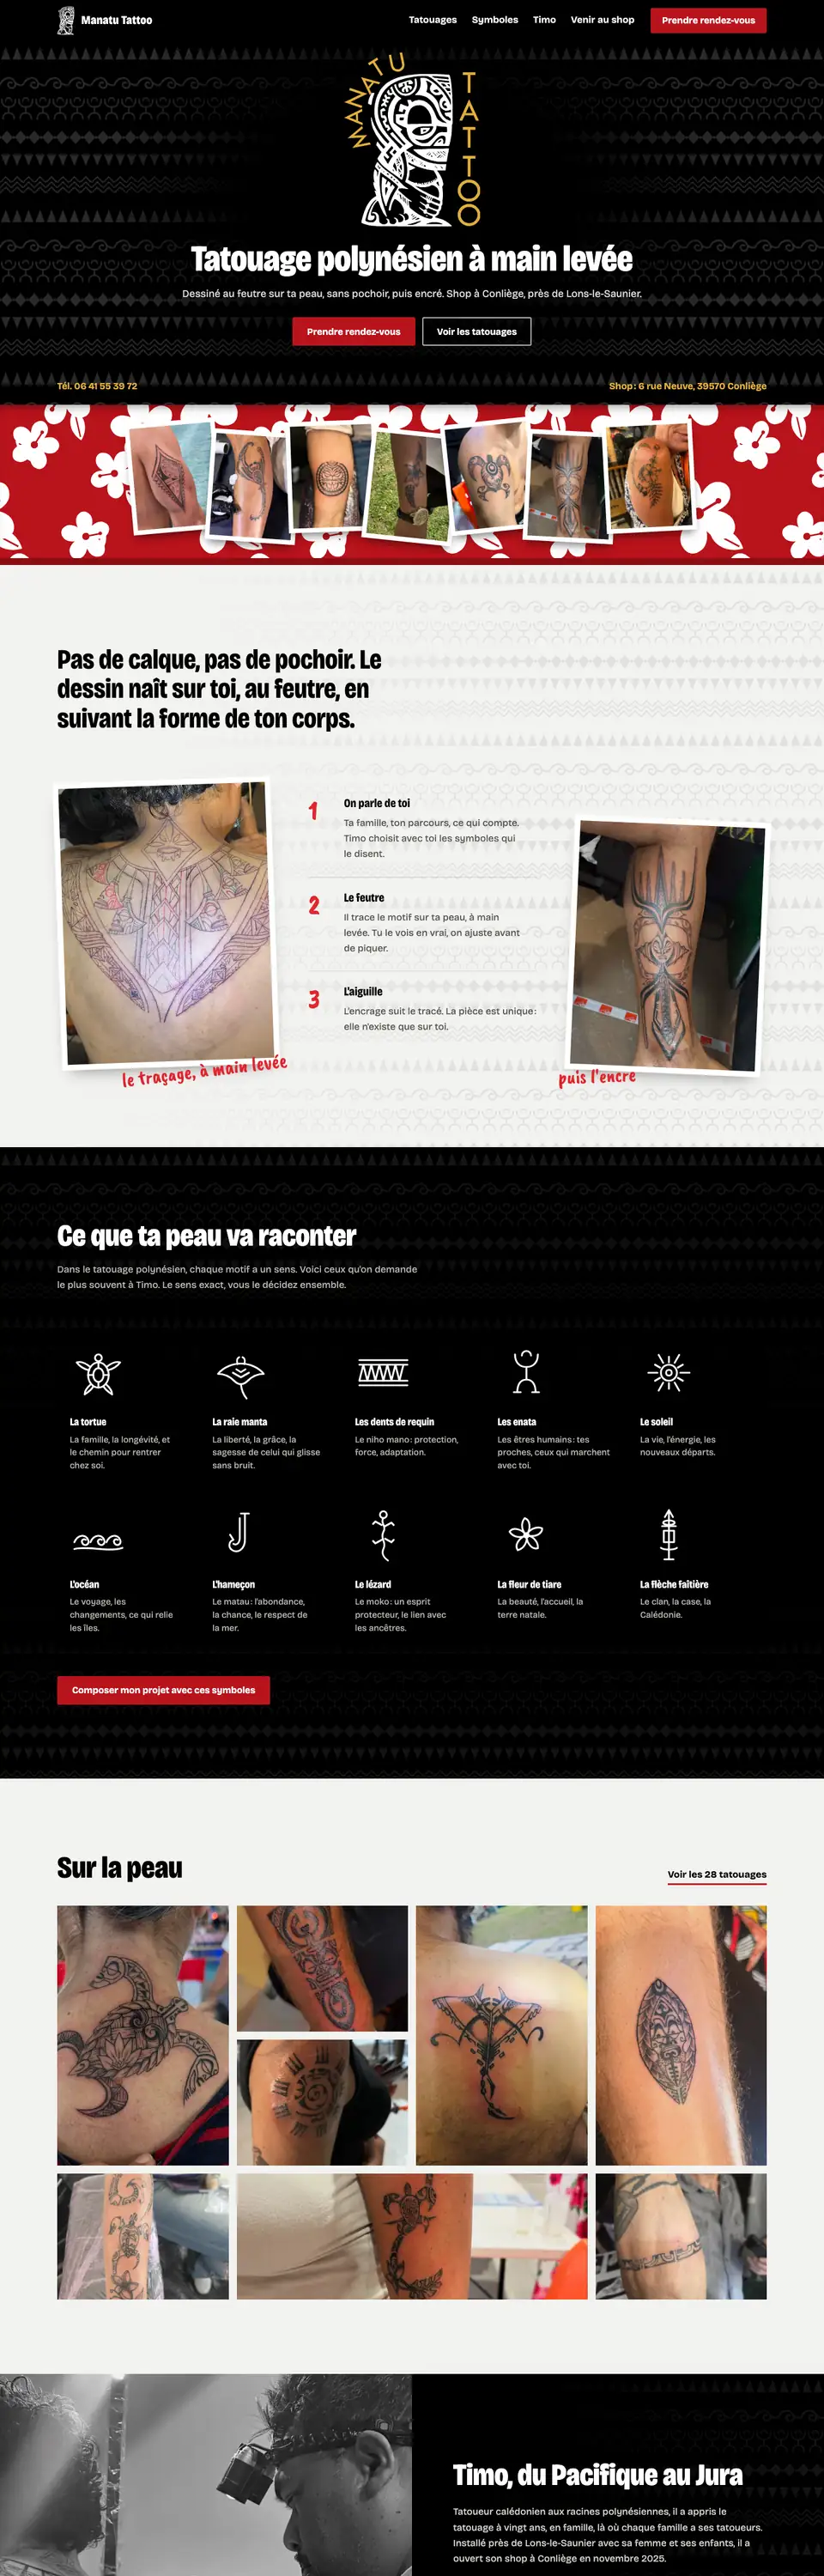 Manatu Tattoo
Tatouages
Symboles
Timo
Venir au shop
Prendre rendez-vous
MANATU
TATTOO
Tatouage polynésien à main levée
Dessiné au feutre sur ta peau, sans pochoir, puis encré. Shop à Conliège, près de Lons-le-Saunier.
Prendre rendez-vous
Voir les tatouages
Tél. 06 41 55 39 72
Shop : 6 rue Neuve, 39570 Conliège
Pas de calque, pas de pochoir. Le
dessin naît sur toi, au feutre, en
suivant la forme de ton corps.
1
On parle de toi
Ta famille, ton parcours, ce qui compte.
Timo choisit avec toi les symboles qui
le disent.
2
Le feutre
Il trace le motif sur ta peau, à main
levée. Tu le vois en vrai, on ajuste avant
de piquer.
3
L'aiguille
L'encrage suit le tracé. La pièce est unique :
elle n'existe que sur toi.
le traçage, à main levée
puis l'encre
Ce que ta peau va raconter
Dans le tatouage polynésien, chaque motif a un sens. Voici ceux qu'on demande
le plus souvent à Timo. Le sens exact, vous le décidez ensemble.
La tortue
La famille, la longévité, et
le chemin pour rentrer
chez soi.
La raie manta
La liberté, la grâce, la
sagesse de celui qui glisse
sans bruit.
Les dents de requin
Le niho mano : protection,
force, adaptation.
Les enata
Les êtres humains : tes
proches, ceux qui marchent
avec toi.
Le soleil
La vie, l'énergie, les
nouveaux départs.
L'océan
Le voyage, les
changements, ce qui relie
les îles.
L'hameçon
Le matau : l'abondance,
la chance, le respect de
la mer.
Le lézard
Le moko : un esprit
protecteur, le lien avec
les ancêtres.
La fleur de tiare
La beauté, l'accueil, la
terre natale.
La flèche faîtière
Le clan, la case, la
Calédonie.
Composer mon projet avec ces symboles
Sur la peau
Voir les 28 tatouages
Timo, du Pacifique au Jura
Tatoueur calédonien aux racines polynésiennes, il a appris le
tatouage à vingt ans, en famille, là où chaque famille a ses tatoueurs.
Installé près de Lons-le-Saunier avec sa femme et ses enfants, il a
ouvert son shop à Conliège en novembre 2025.